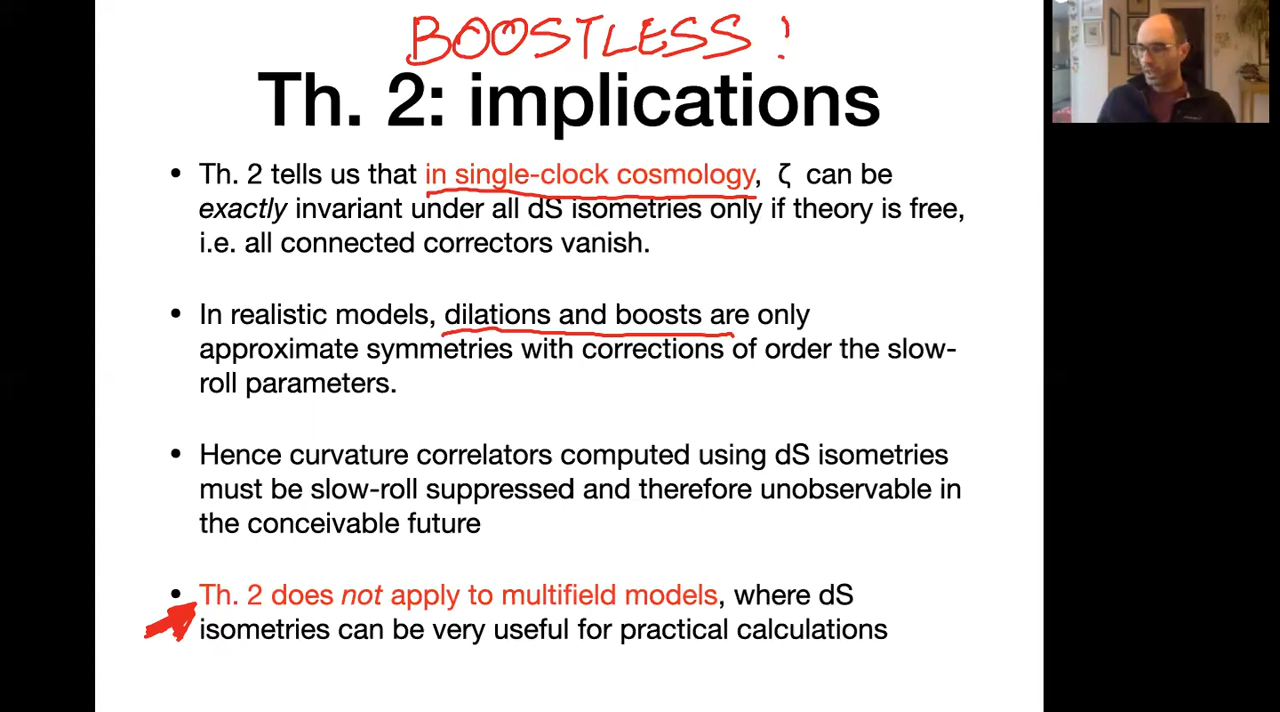 BOOSTLESS !
Th. 2: implications
• Th. 2 tells us that in single-clock cosmology, ζ can be
exactly invariant under all dS isometries only if theory is free,
i.e. all connected correctors vanish.
• In realistic models, dilations and boosts are only
approximate symmetries with corrections of order the slow-
roll parameters.
• Hence curvature correlators computed using dS isometries
must be slow-roll suppressed and therefore unobservable in
the conceivable future
• Th. 2 does not apply to multifield models, where dS
isometries can be very useful for practical calculations